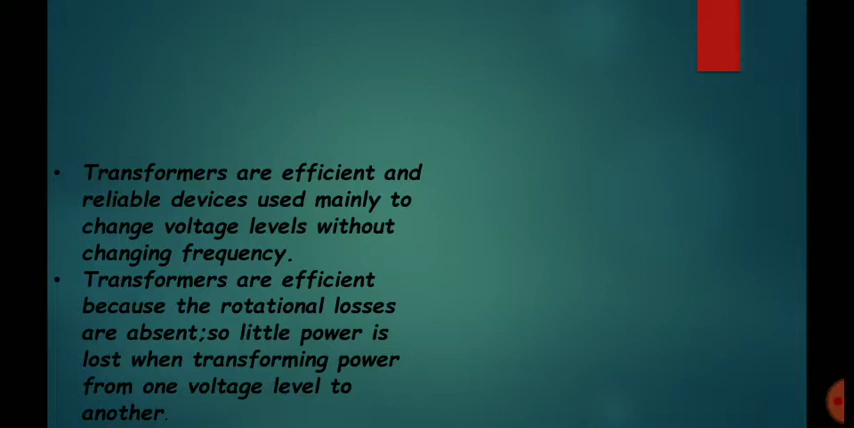 • Transformers are efficient and
reliable devices used mainly to
change voltage levels without
changing frequency.
• Transformers are efficient
because the rotational losses
are absent;so little power is
lost when transforming power
from one voltage level to
another.